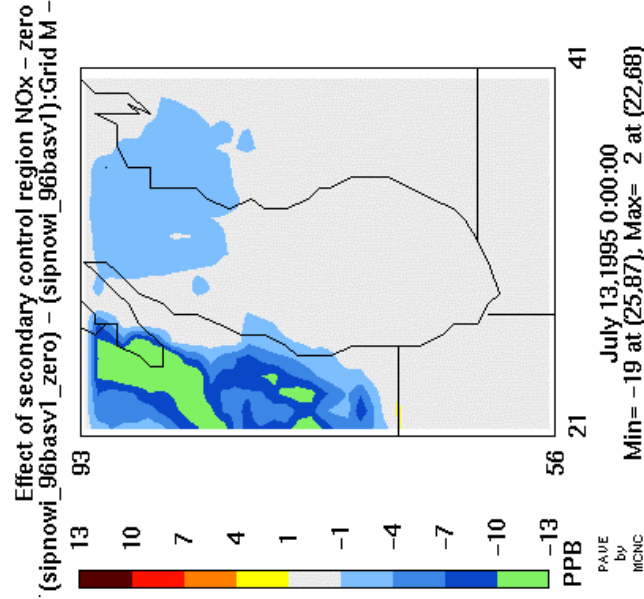 Effect of secondary control region NOx – zero
(sipnowi_96basv1_zero) – (sipnowi_96basv1):Grid M –
93
56
21
41
13
10
7
4
1
−1
−4
−7
−10
−13
PPB
PAVE
by
MCNC
July 13,1995 0:00:00
Min= −19 at (25,87), Max= 2 at (22,68)